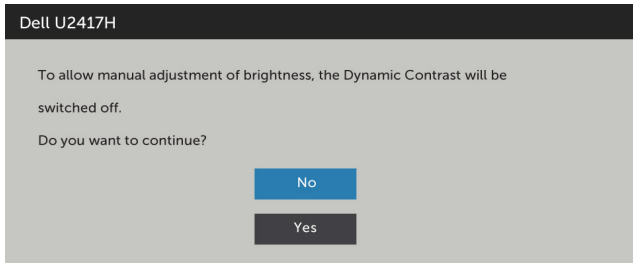 Dell U2417H
To allow manual adjustment of brightness, the Dynamic Contrast will be
switched off.
Do you want to continue?
No
Yes